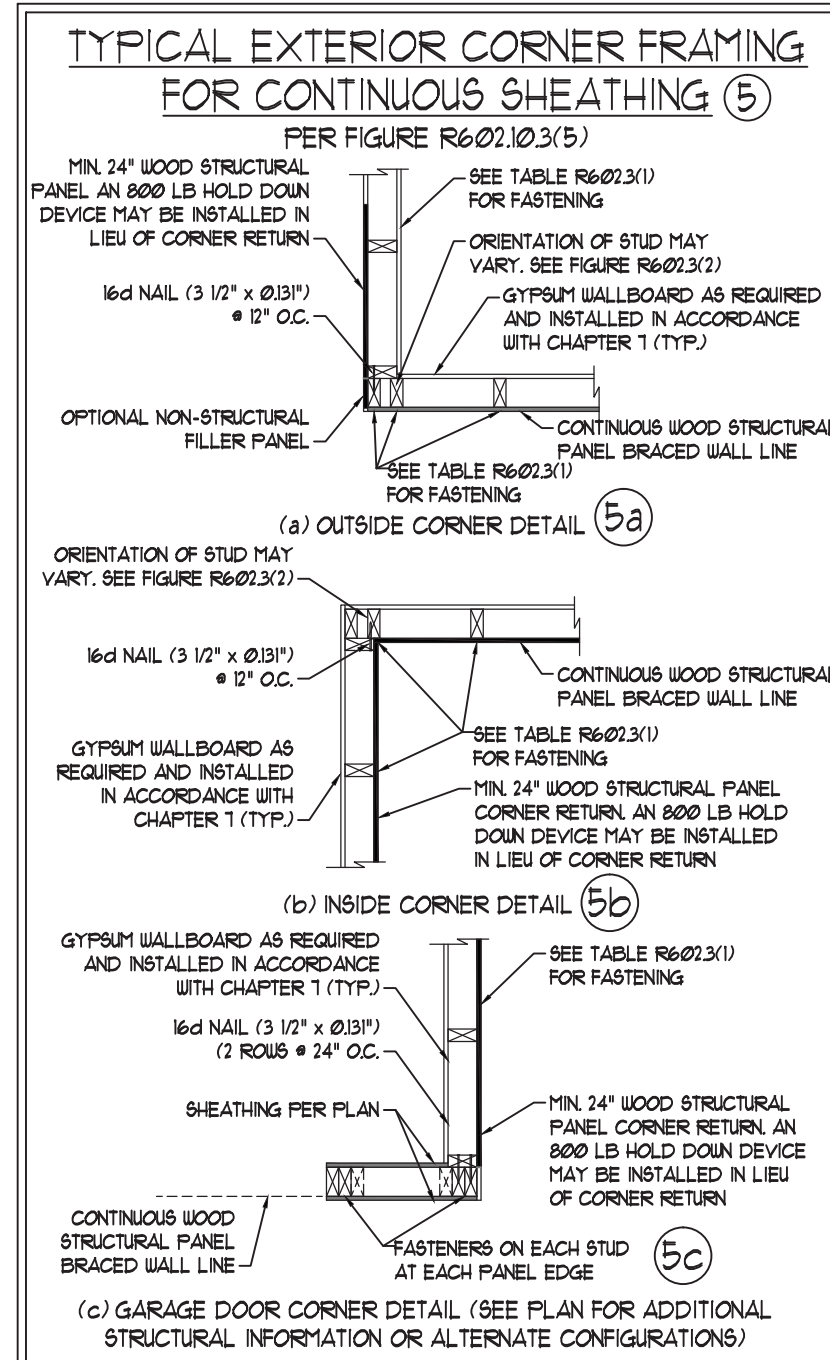 TYPICAL EXTERIOR CORNER FRAMING
FOR CONTINUOUS SHEATHING 5
PER FIGURE R602.10.3(5)
MIN. 24" WOOD STRUCTURAL
PANEL AN 800 LB HOLD DOWN
DEVICE MAY BE INSTALLED IN
LIEU OF CORNER RETURN
16d NAIL (3 1/2" x Ø.131")
@ 12" O.C.
OPTIONAL NON-STRUCTURAL
FILLER PANEL
SEE TABLE R602.3(1)
FOR FASTENING
ORIENTATION OF STUD MAY
VARY. SEE FIGURE R602.3(2)
GYPSUM WALLBOARD AS REQUIRED
AND INSTALLED IN ACCORDANCE
WITH CHAPTER 7 (TYP.)
CONTINUOUS WOOD STRUCTURAL
PANEL BRACED WALL LINE
SEE TABLE R602.3(1)
FOR FASTENING
(a) OUTSIDE CORNER DETAIL 5a
ORIENTATION OF STUD MAY
VARY. SEE FIGURE R602.3(2)
16d NAIL (3 1/2" x Ø.131")
@ 12" O.C.
GYPSUM WALLBOARD AS
REQUIRED AND INSTALLED
IN ACCORDANCE WITH
CHAPTER 7 (TYP.)
CONTINUOUS WOOD STRUCTURAL
PANEL BRACED WALL LINE
SEE TABLE R602.3(1)
FOR FASTENING
MIN. 24" WOOD STRUCTURAL PANEL
CORNER RETURN. AN 800 LB HOLD
DOWN DEVICE MAY BE INSTALLED
IN LIEU OF CORNER RETURN
(b) INSIDE CORNER DETAIL 5b
GYPSUM WALLBOARD AS REQUIRED
AND INSTALLED IN ACCORDANCE
WITH CHAPTER 7 (TYP.)
16d NAIL (3 1/2" x Ø.131")
(2 ROWS @ 24" O.C.
SHEATHING PER PLAN
CONTINUOUS WOOD
STRUCTURAL PANEL
BRACED WALL LINE
SEE TABLE R602.3(1)
FOR FASTENING
MIN. 24" WOOD STRUCTURAL
PANEL CORNER RETURN. AN
800 LB HOLD DOWN DEVICE
MAY BE INSTALLED IN LIEU
OF CORNER RETURN
FASTENERS ON EACH STUD
AT EACH PANEL EDGE
5c
(c) GARAGE DOOR CORNER DETAIL (SEE PLAN FOR ADDITIONAL
STRUCTURAL INFORMATION OR ALTERNATE CONFIGURATIONS)